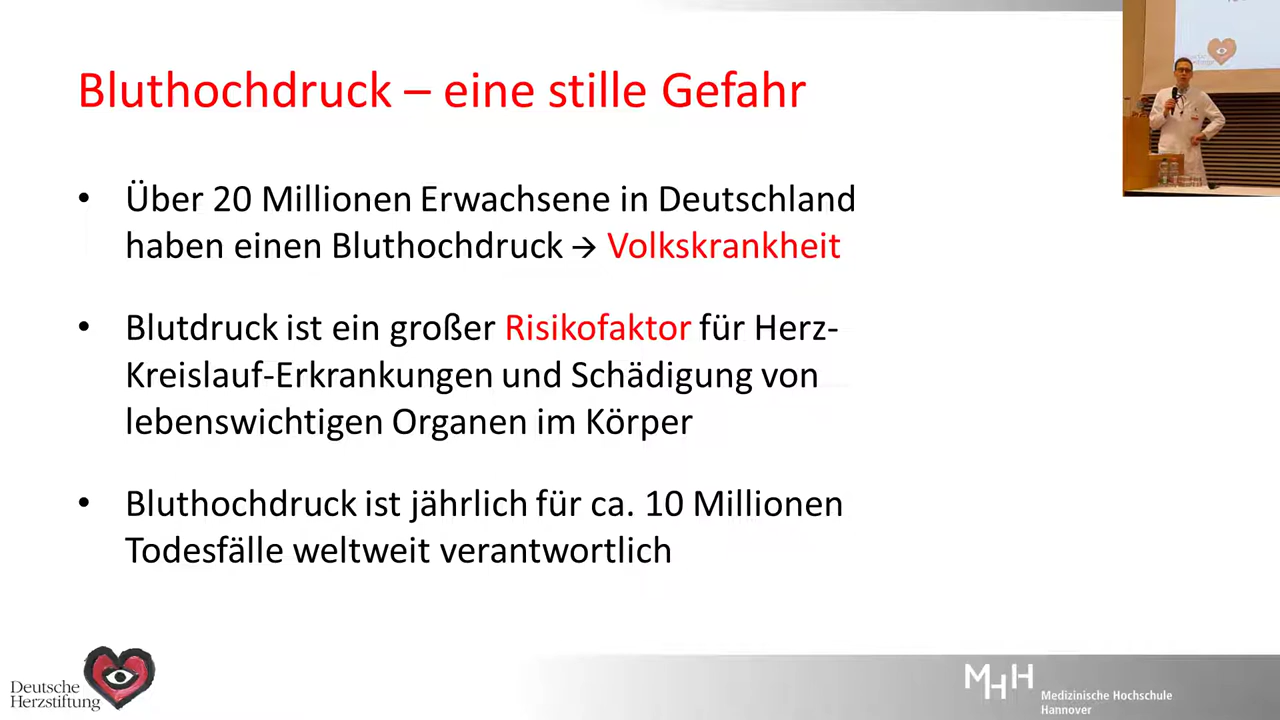 Bluthochdruck – eine stille Gefahr
• Über 20 Millionen Erwachsene in Deutschland
haben einen Bluthochdruck → Volkskrankheit
• Blutdruck ist ein großer Risikofaktor für Herz-
Kreislauf-Erkrankungen und Schädigung von
lebenswichtigen Organen im Körper
• Bluthochdruck ist jährlich für ca. 10 Millionen
Todesfälle weltweit verantwortlich
Deutsche
Herzstiftung
MHH
Medizinische Hochschule
Hannover